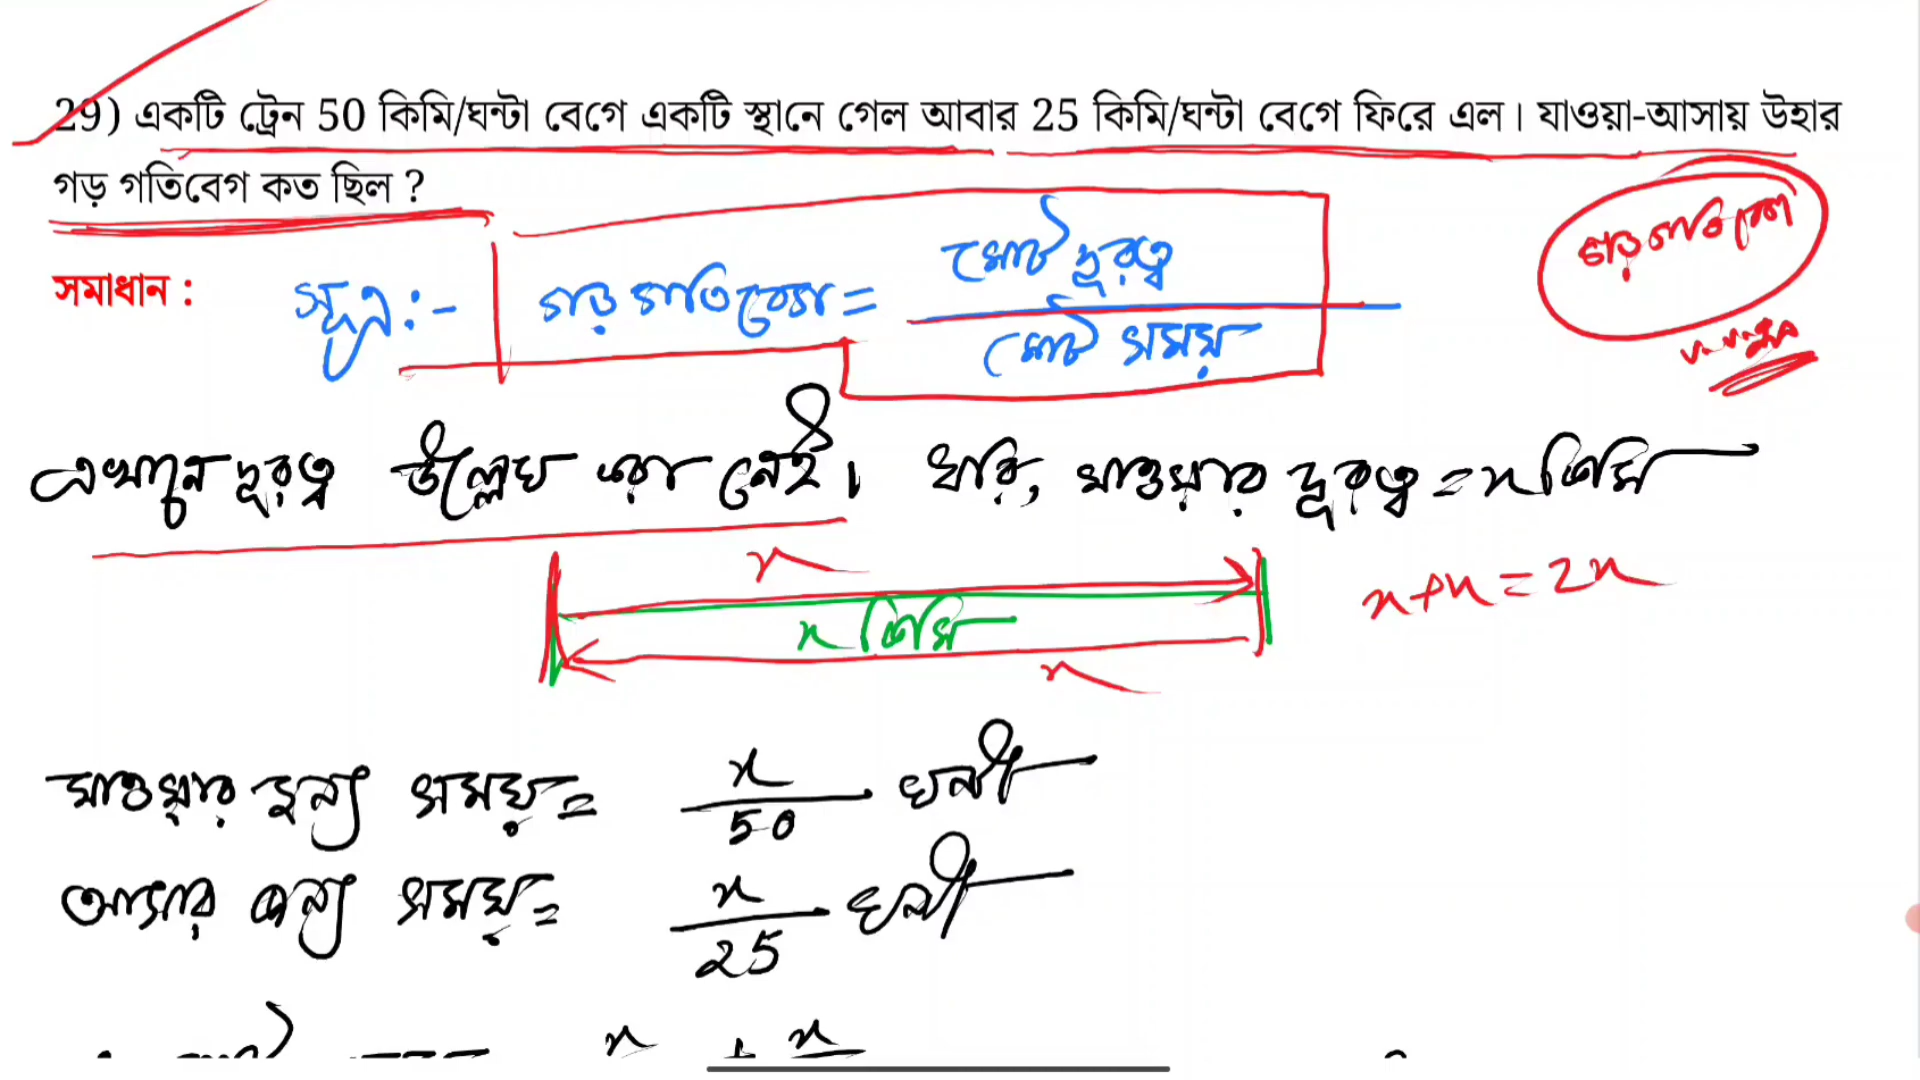 29) একটি ট্রেন 50 কিমি/ঘন্টা বেগে একটি স্থানে গেল আবার 25 কিমি/ঘন্টা বেগে ফিরে এল। যাওয়া-আসায় উহার
গড় গতিবেগ কত ছিল ?
সমাধান :
সূত্র:- গড় গতিবেগ = মোট দূরত্ব / মোট সময়
গড় গতিবেগ
এখানে দূরত্ব উল্লেখ করা নেই। ধরি, যাওয়ার দূরত্ব = x কিমি
x
x+x = 2x
x কিমি
x
যাওয়ার জন্য সময় = x/50 ঘন্টা
আসার জন্য সময় = x/25 ঘন্টা
x + x